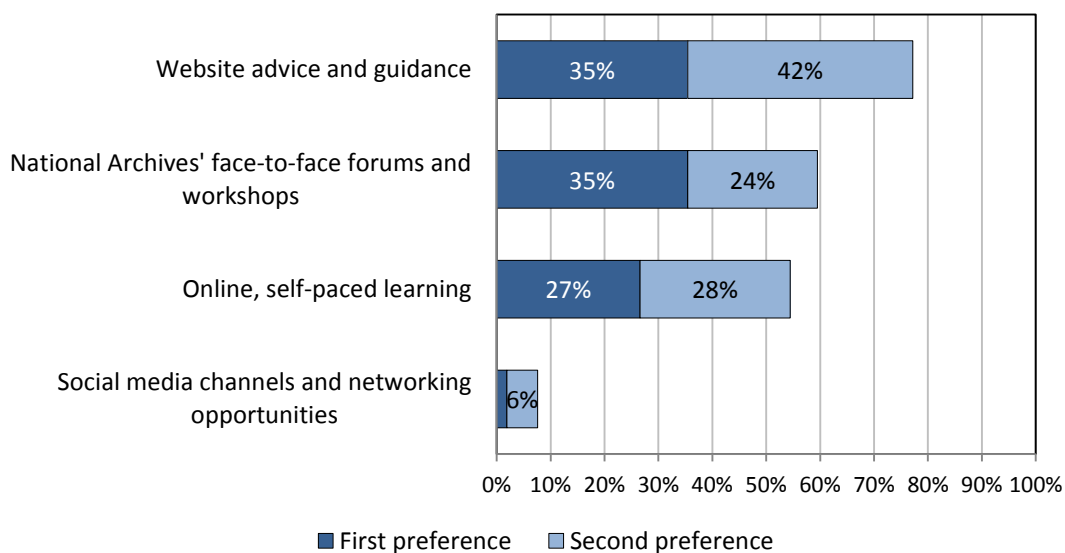 Website advice and guidance
35%
42%
National Archives' face-to-face forums and
workshops
35%
24%
Online, self-paced learning
27%
28%
Social media channels and networking
opportunities
6%
0% 10% 20% 30% 40% 50% 60% 70% 80% 90% 100%
First preference Second preference